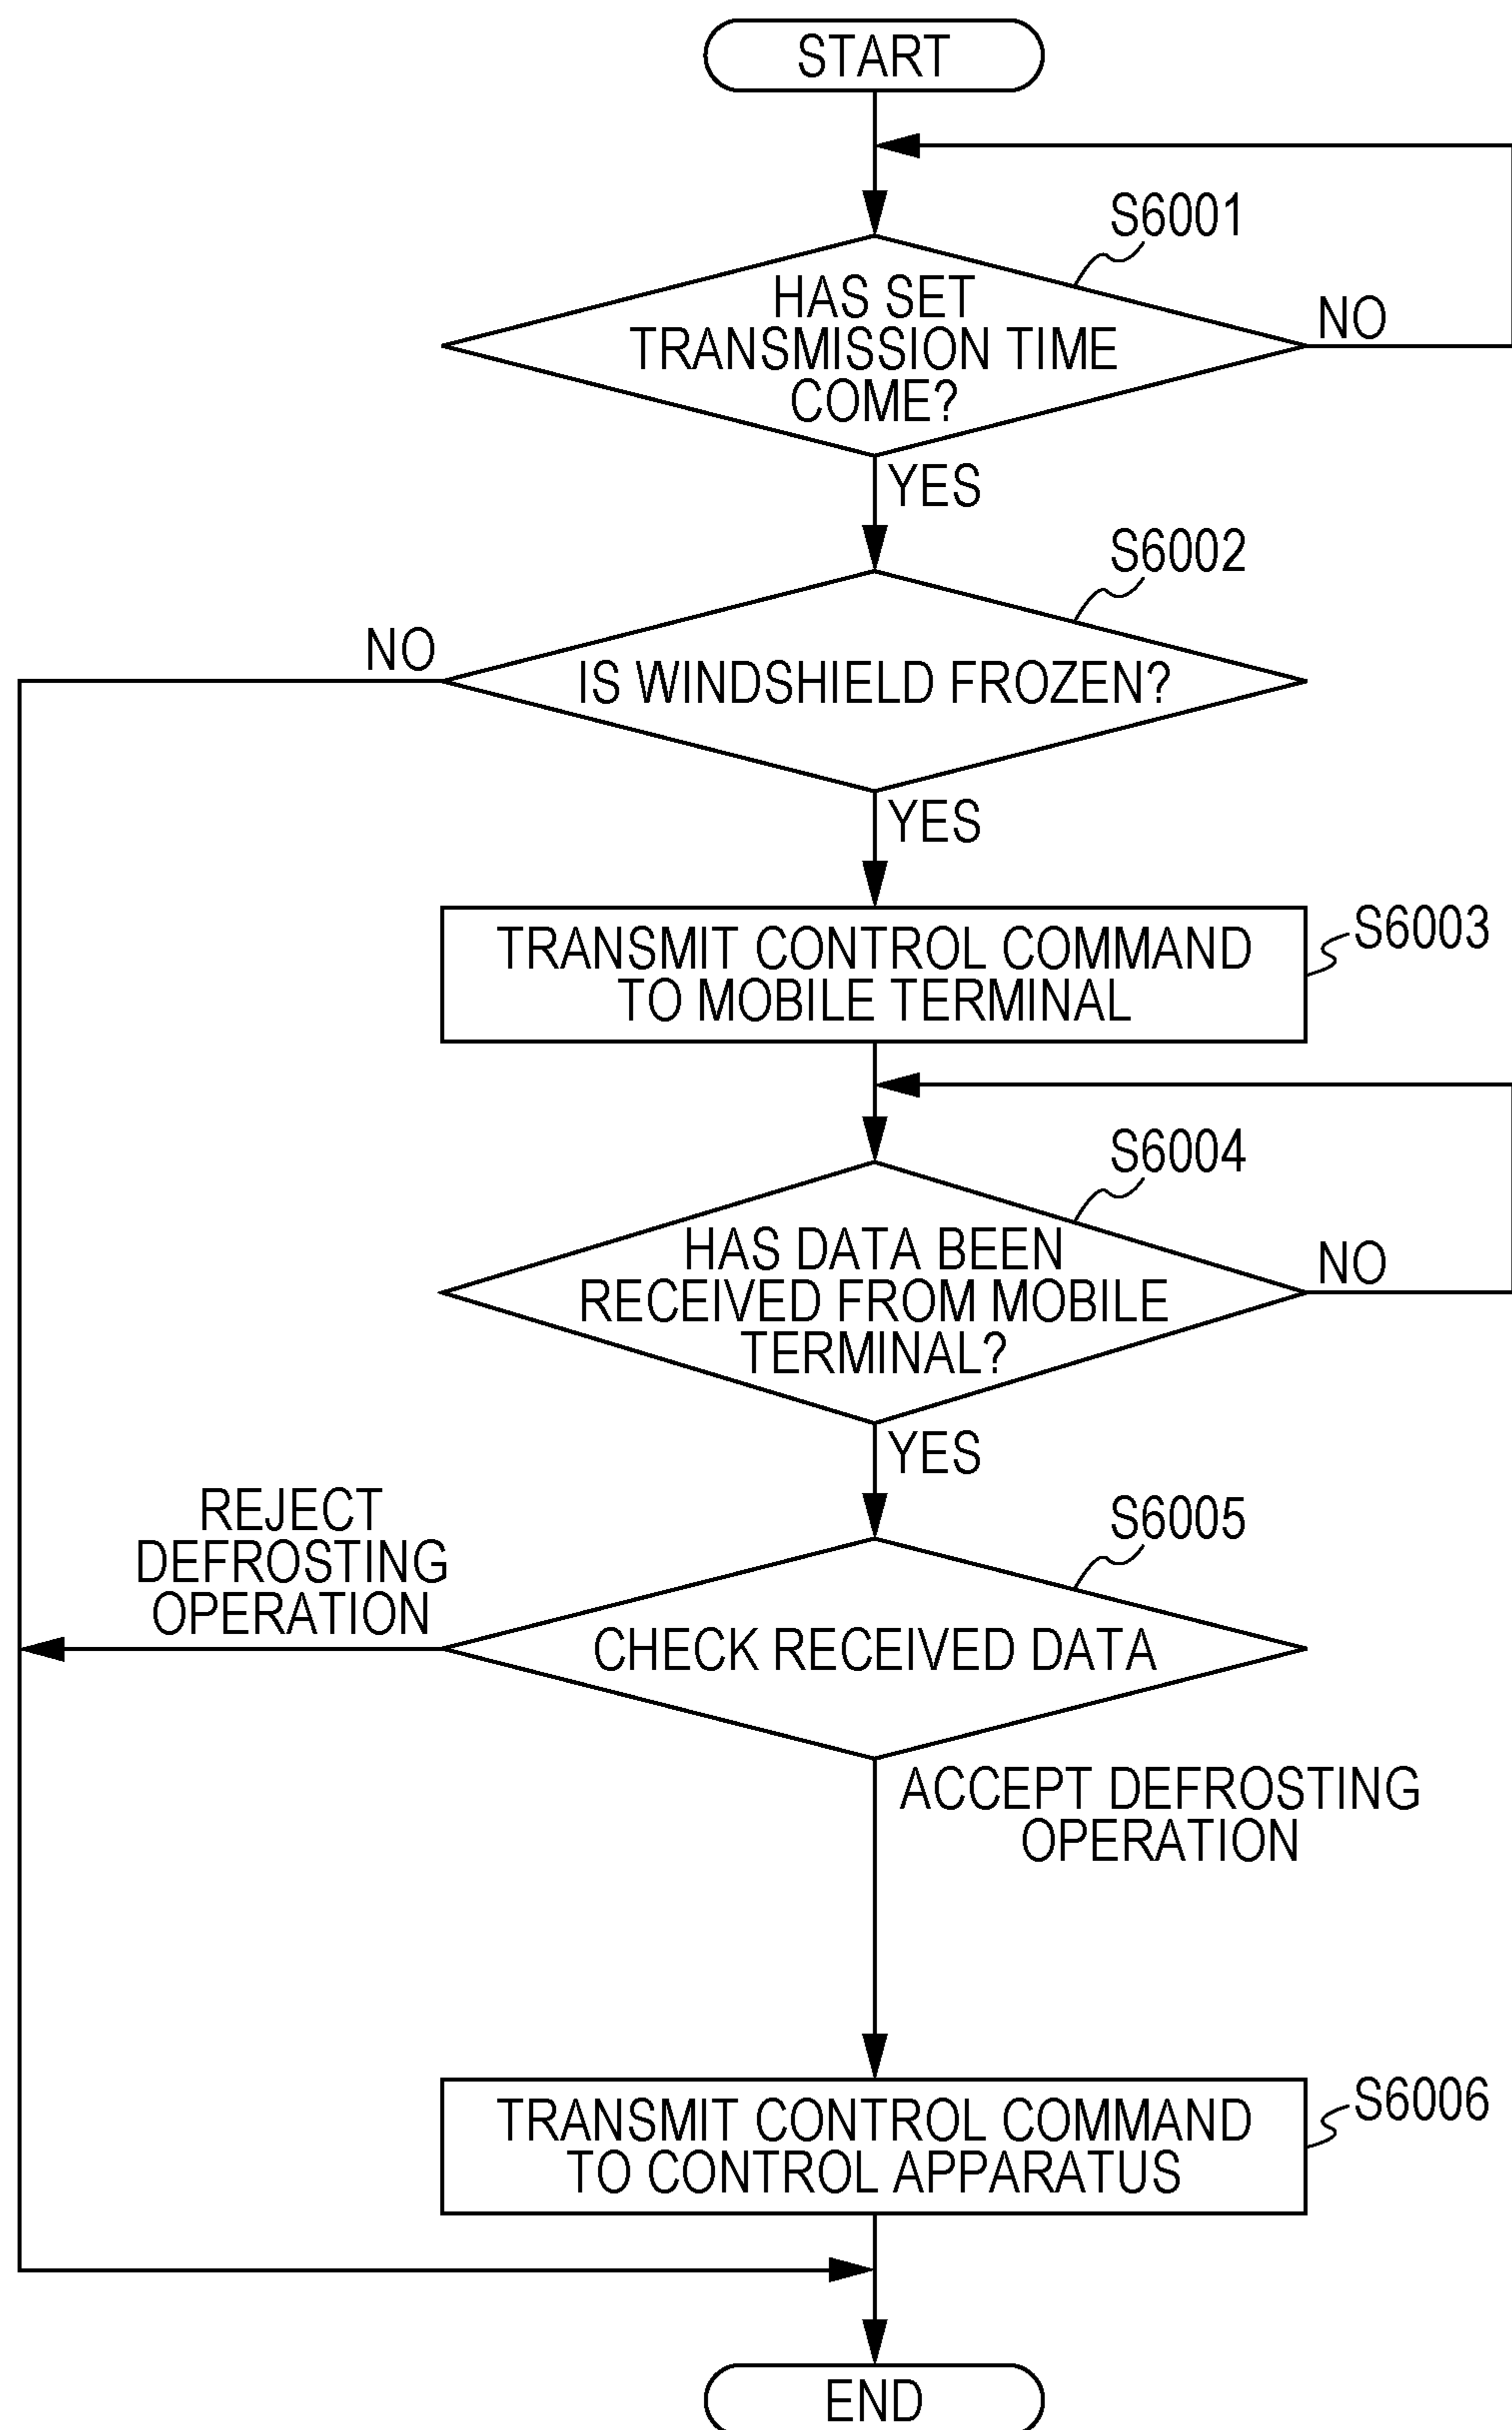 START
S6001
HAS SET
TRANSMISSION TIME
COME?
NO
YES
S6002
NO
IS WINDSHIELD FROZEN?
YES
S6003
TRANSMIT CONTROL COMMAND
TO MOBILE TERMINAL
S6004
HAS DATA BEEN
RECEIVED FROM MOBILE
TERMINAL?
NO
YES
S6005
REJECT
DEFROSTING
OPERATION
CHECK RECEIVED DATA
ACCEPT DEFROSTING
OPERATION
S6006
TRANSMIT CONTROL COMMAND
TO CONTROL APPARATUS
END